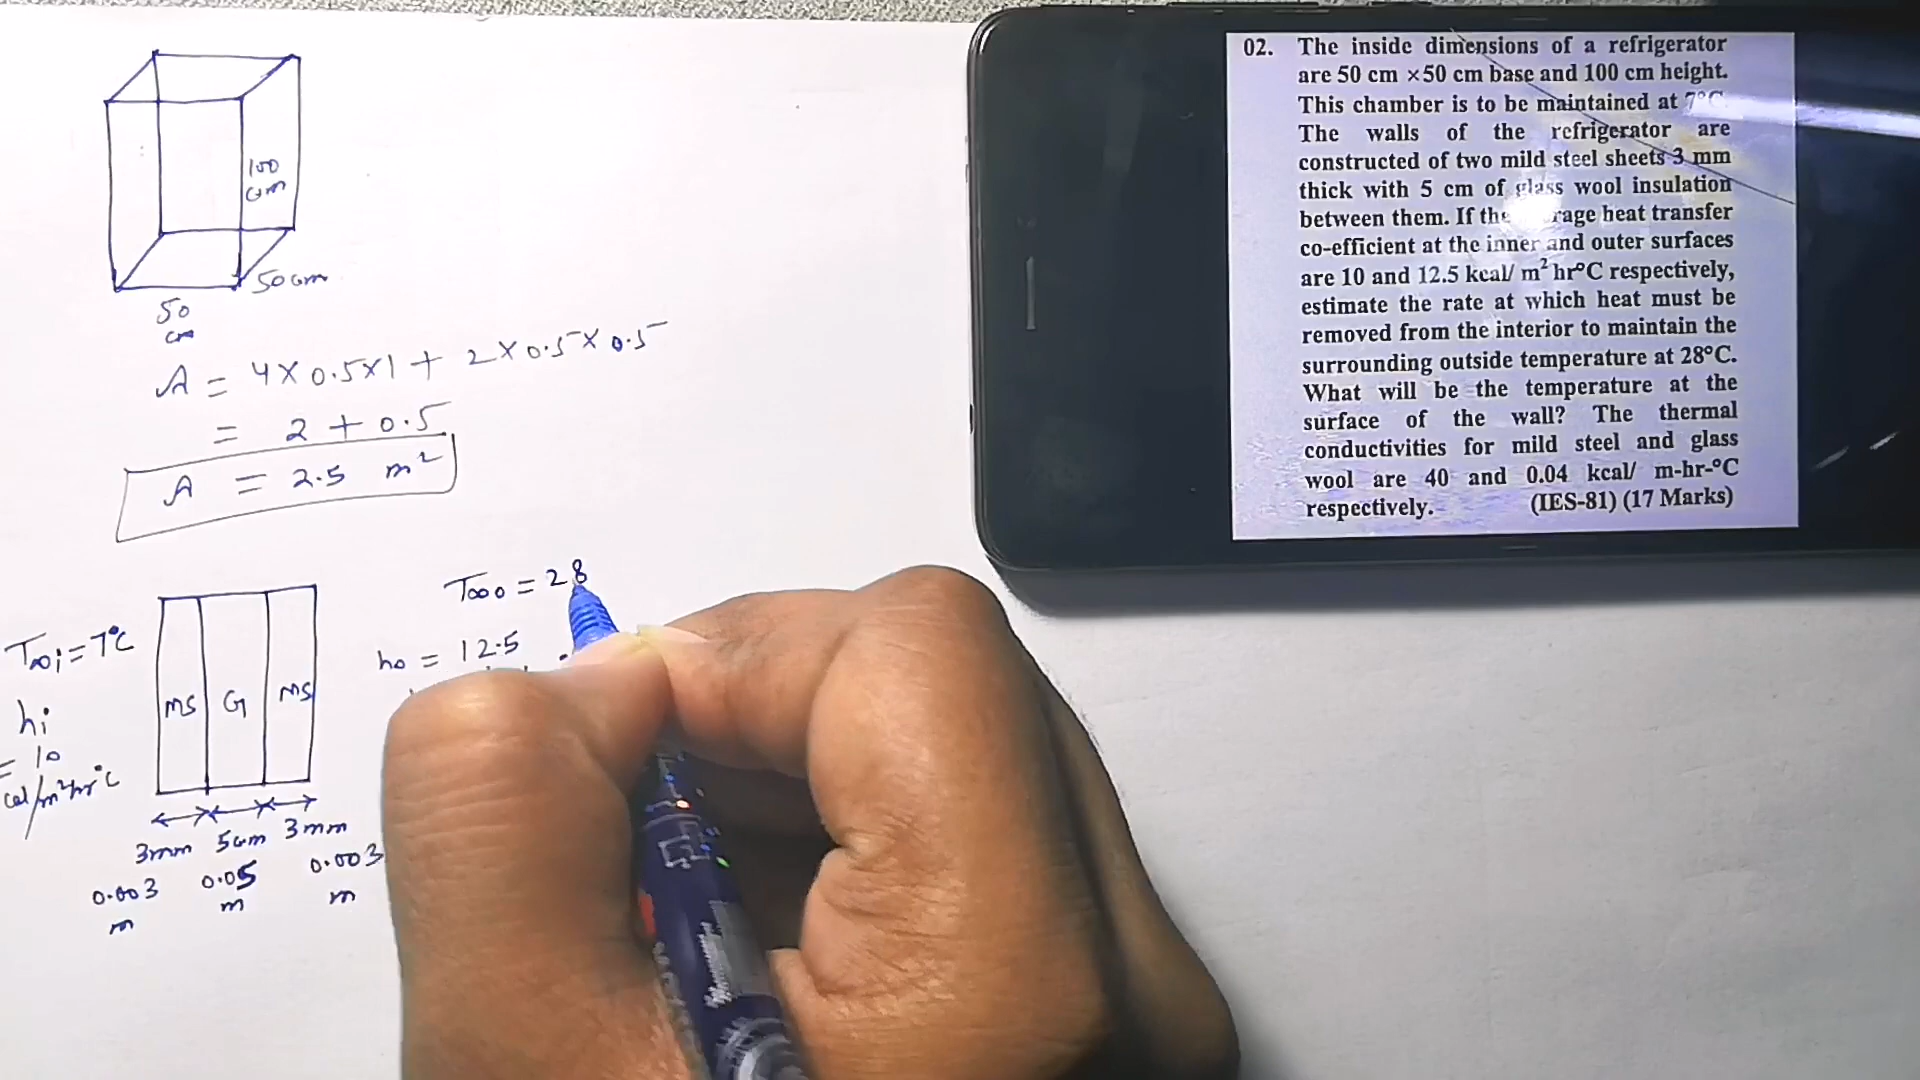 100
cm
50 cm
50
cm
A = 4 × 0.5 × 1 + 2 × 0.5 × 0.5
= 2 + 0.5
A = 2.5 m²
T∞i = 7°C
hi
= 10
cal/m²hr°C
MS G MS
3mm 5cm 3mm
0.003 0.05 0.003
m m m
T∞o = 28
ho = 12.5
02. The inside dimensions of a refrigerator
are 50 cm ×50 cm base and 100 cm height.
This chamber is to be maintained at 7°C.
The walls of the refrigerator are
constructed of two mild steel sheets 3 mm
thick with 5 cm of glass wool insulation
between them. If the heat transfer
co-efficient at the inner and outer surfaces
are 10 and 12.5 kcal/ m² hr°C respectively,
estimate the rate at which heat must be
removed from the interior to maintain the
surrounding outside temperature at 28°C.
What will be the temperature at the
surface of the wall? The thermal
conductivities for mild steel and glass
wool are 40 and 0.04 kcal/ m-hr-°C
respectively. (IES-81) (17 Marks)